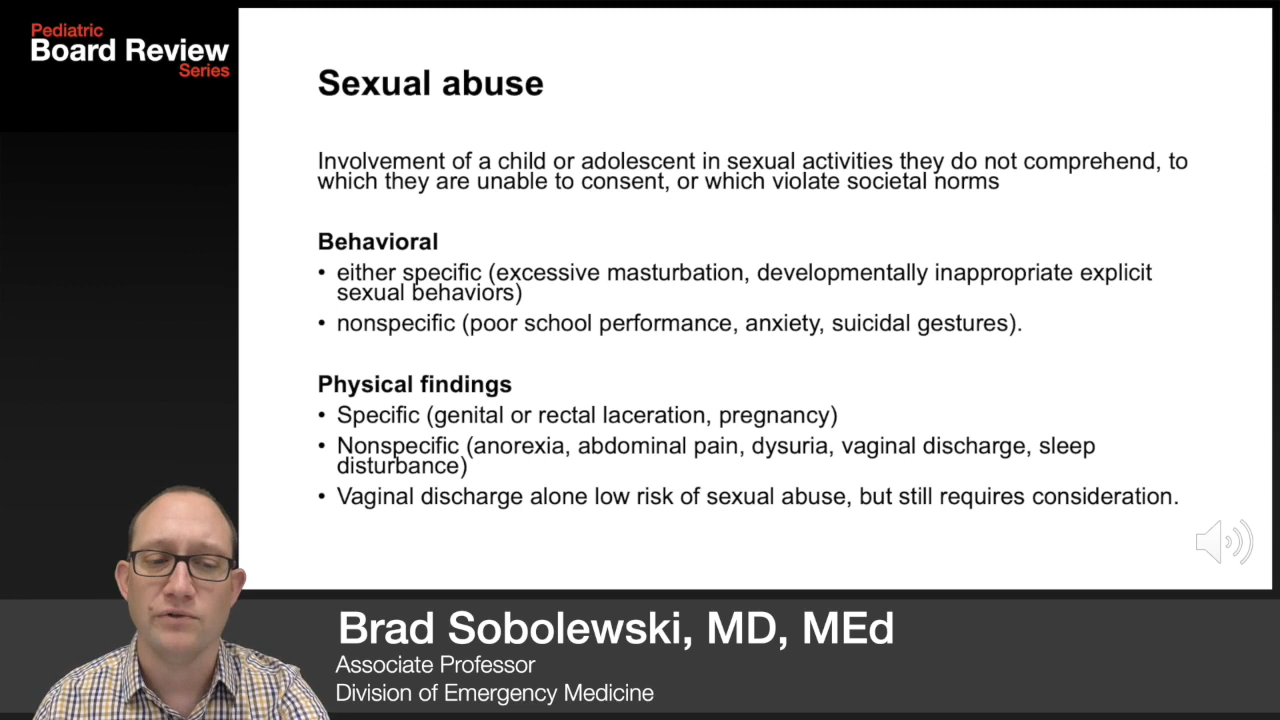 Pediatric
Board Review
Series
Sexual abuse
Involvement of a child or adolescent in sexual activities they do not comprehend, to
which they are unable to consent, or which violate societal norms
Behavioral
• either specific (excessive masturbation, developmentally inappropriate explicit
sexual behaviors)
• nonspecific (poor school performance, anxiety, suicidal gestures).
Physical findings
• Specific (genital or rectal laceration, pregnancy)
• Nonspecific (anorexia, abdominal pain, dysuria, vaginal discharge, sleep
disturbance)
• Vaginal discharge alone low risk of sexual abuse, but still requires consideration.
Brad Sobolewski, MD, MEd
Associate Professor
Division of Emergency Medicine